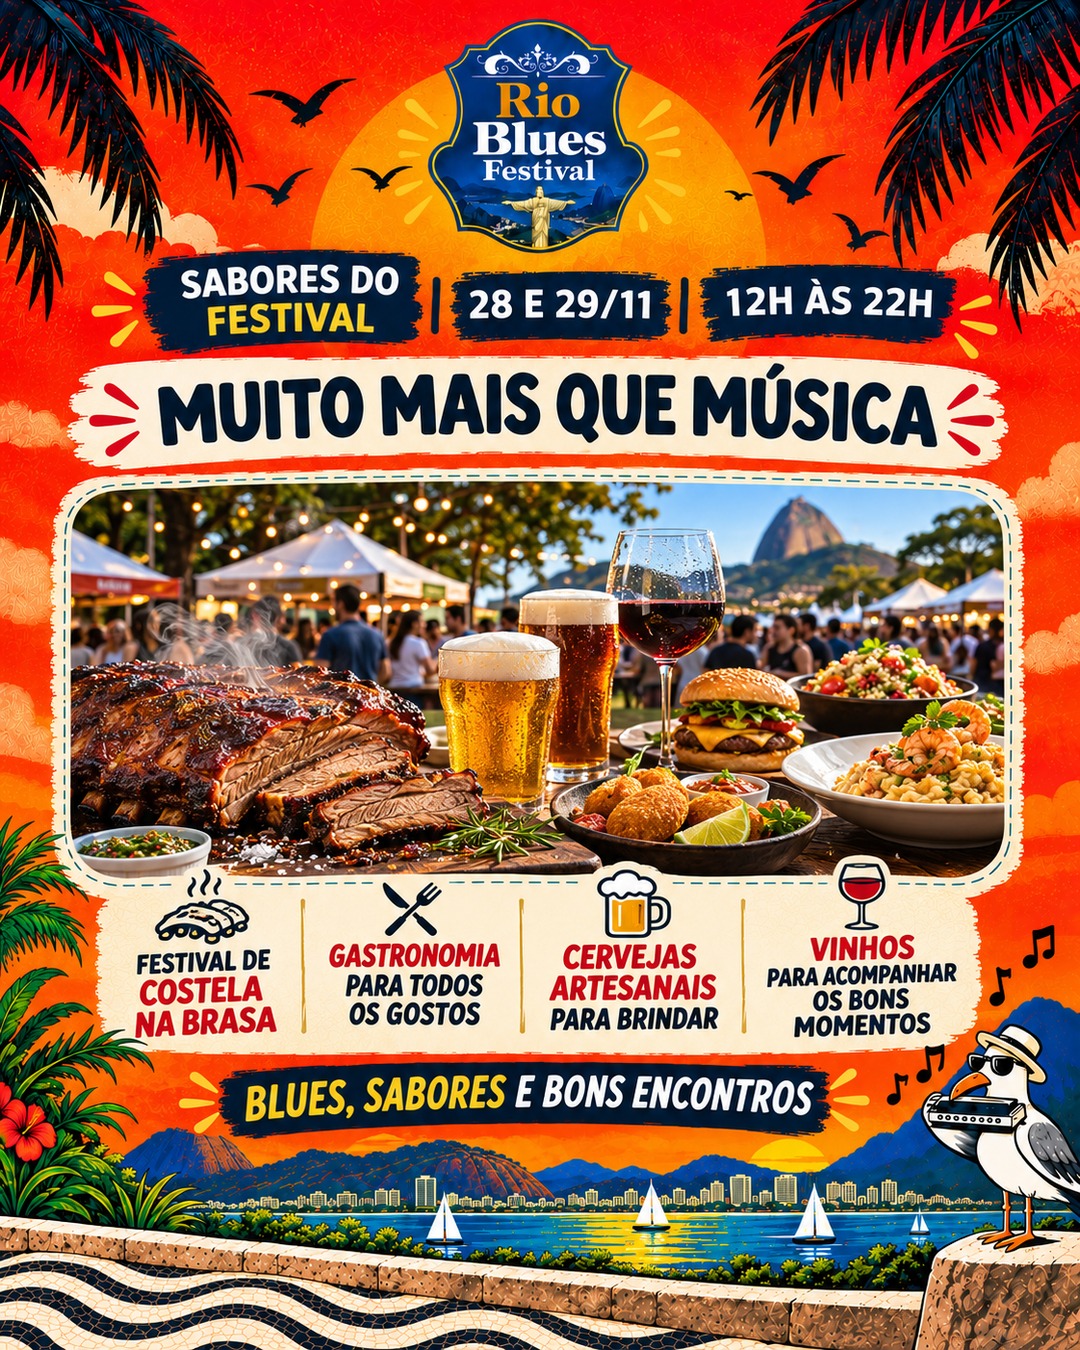 Rio
Blues
Festival
SABORES DO
FESTIVAL
28 E 29/11
12H ÀS 22H
MUITO MAIS QUE MÚSICA
FESTIVAL DE
COSTELA
NA BRASA
GASTRONOMIA
PARA TODOS
OS GOSTOS
CERVEJAS
ARTESANAIS
PARA BRINDAR
VINHOS
PARA ACOMPANHAR
OS BONS
MOMENTOS
BLUES, SABORES E BONS ENCONTROS